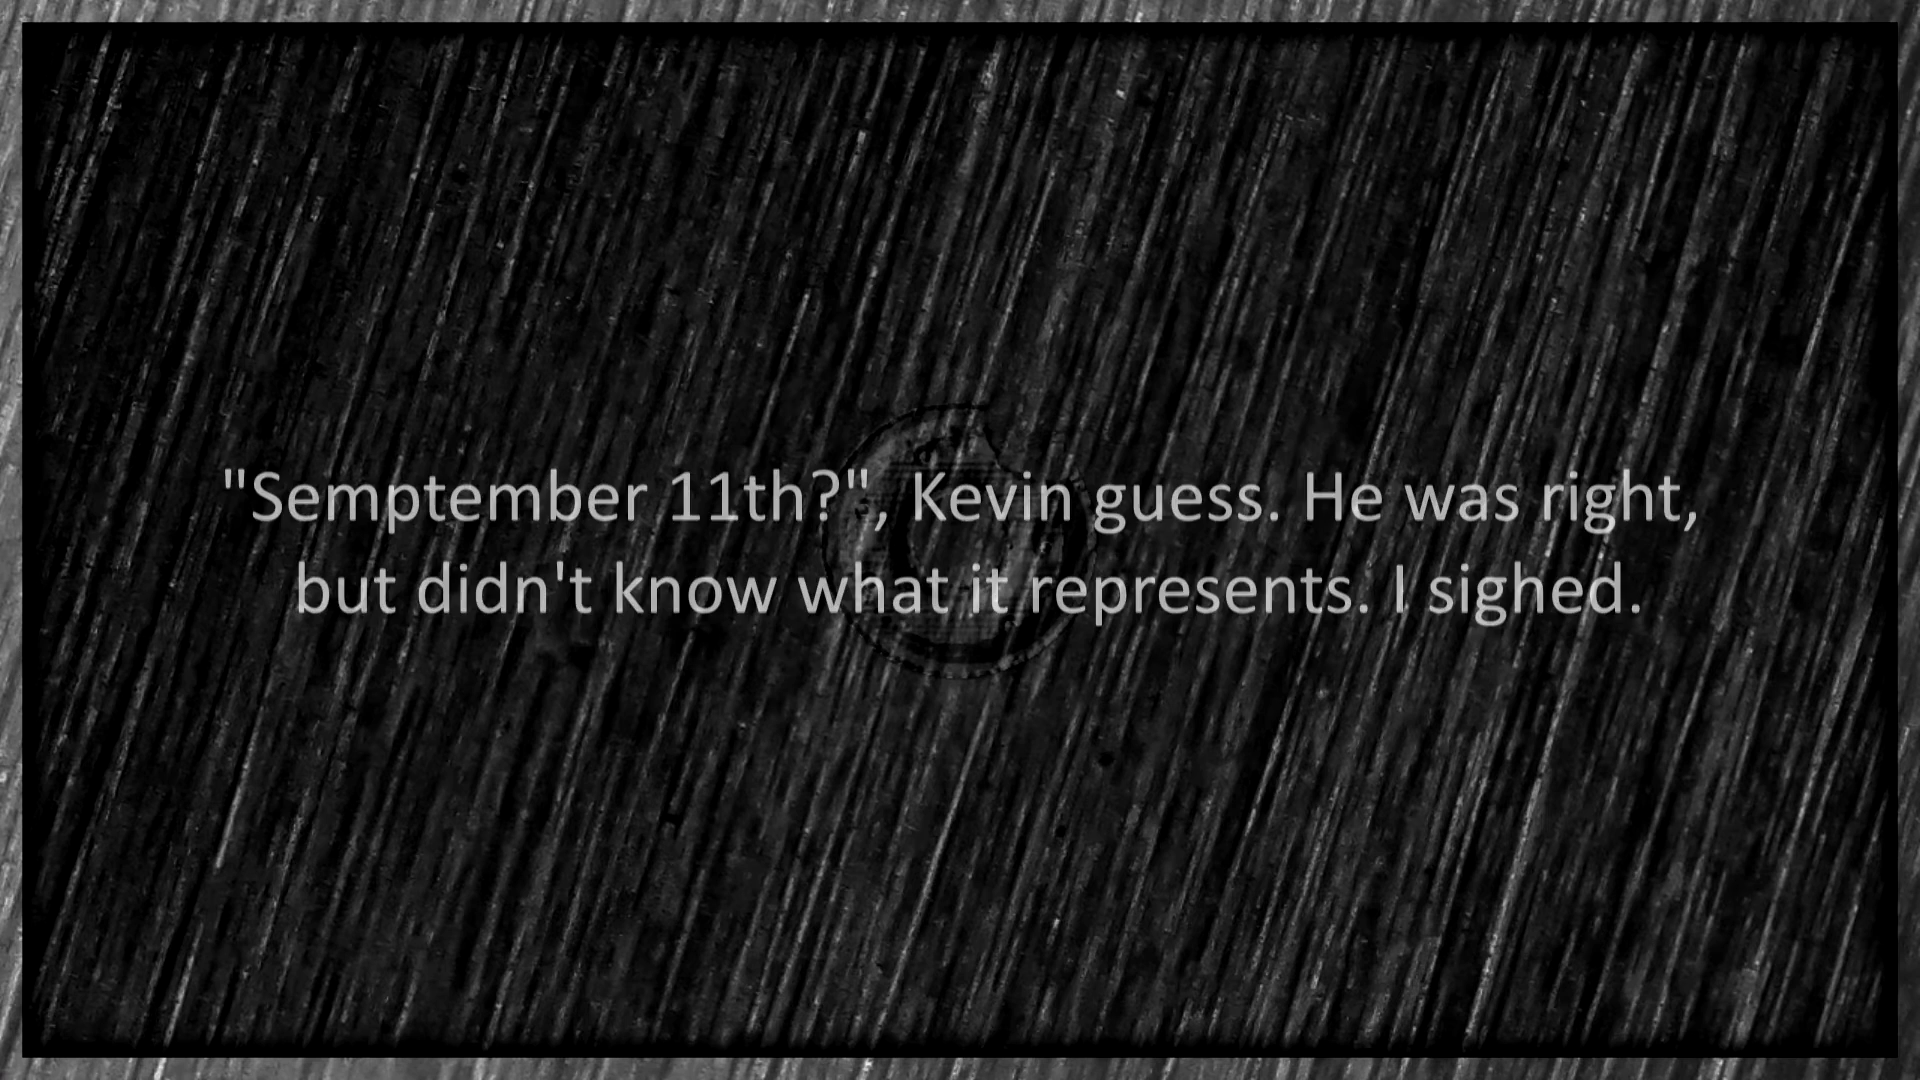 "Semptember 11th?", Kevin guess. He was right,
but didn't know what it represents. I sighed.